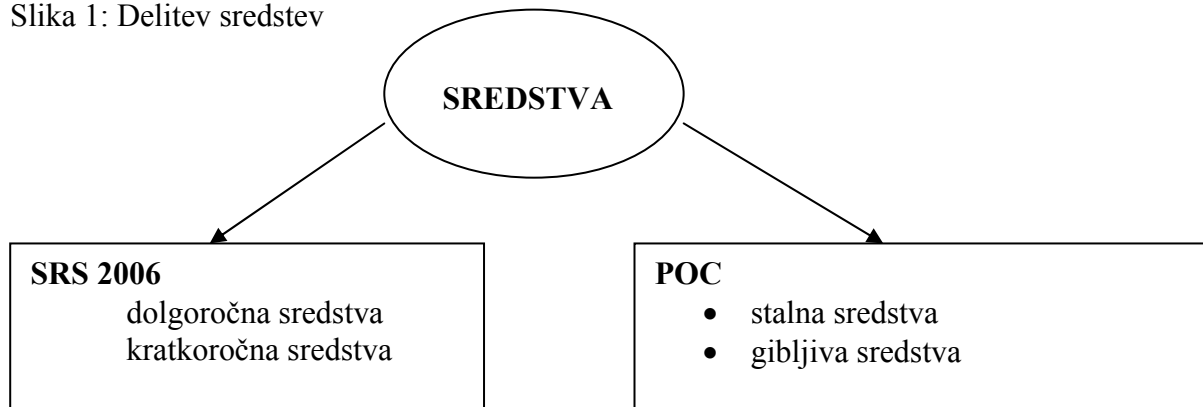 Slika 1: Delitev sredstev
SREDSTVA
SRS 2006
dolgoročna sredstva
kratkoročna sredstva
POC
• stalna sredstva
• gibljiva sredstva